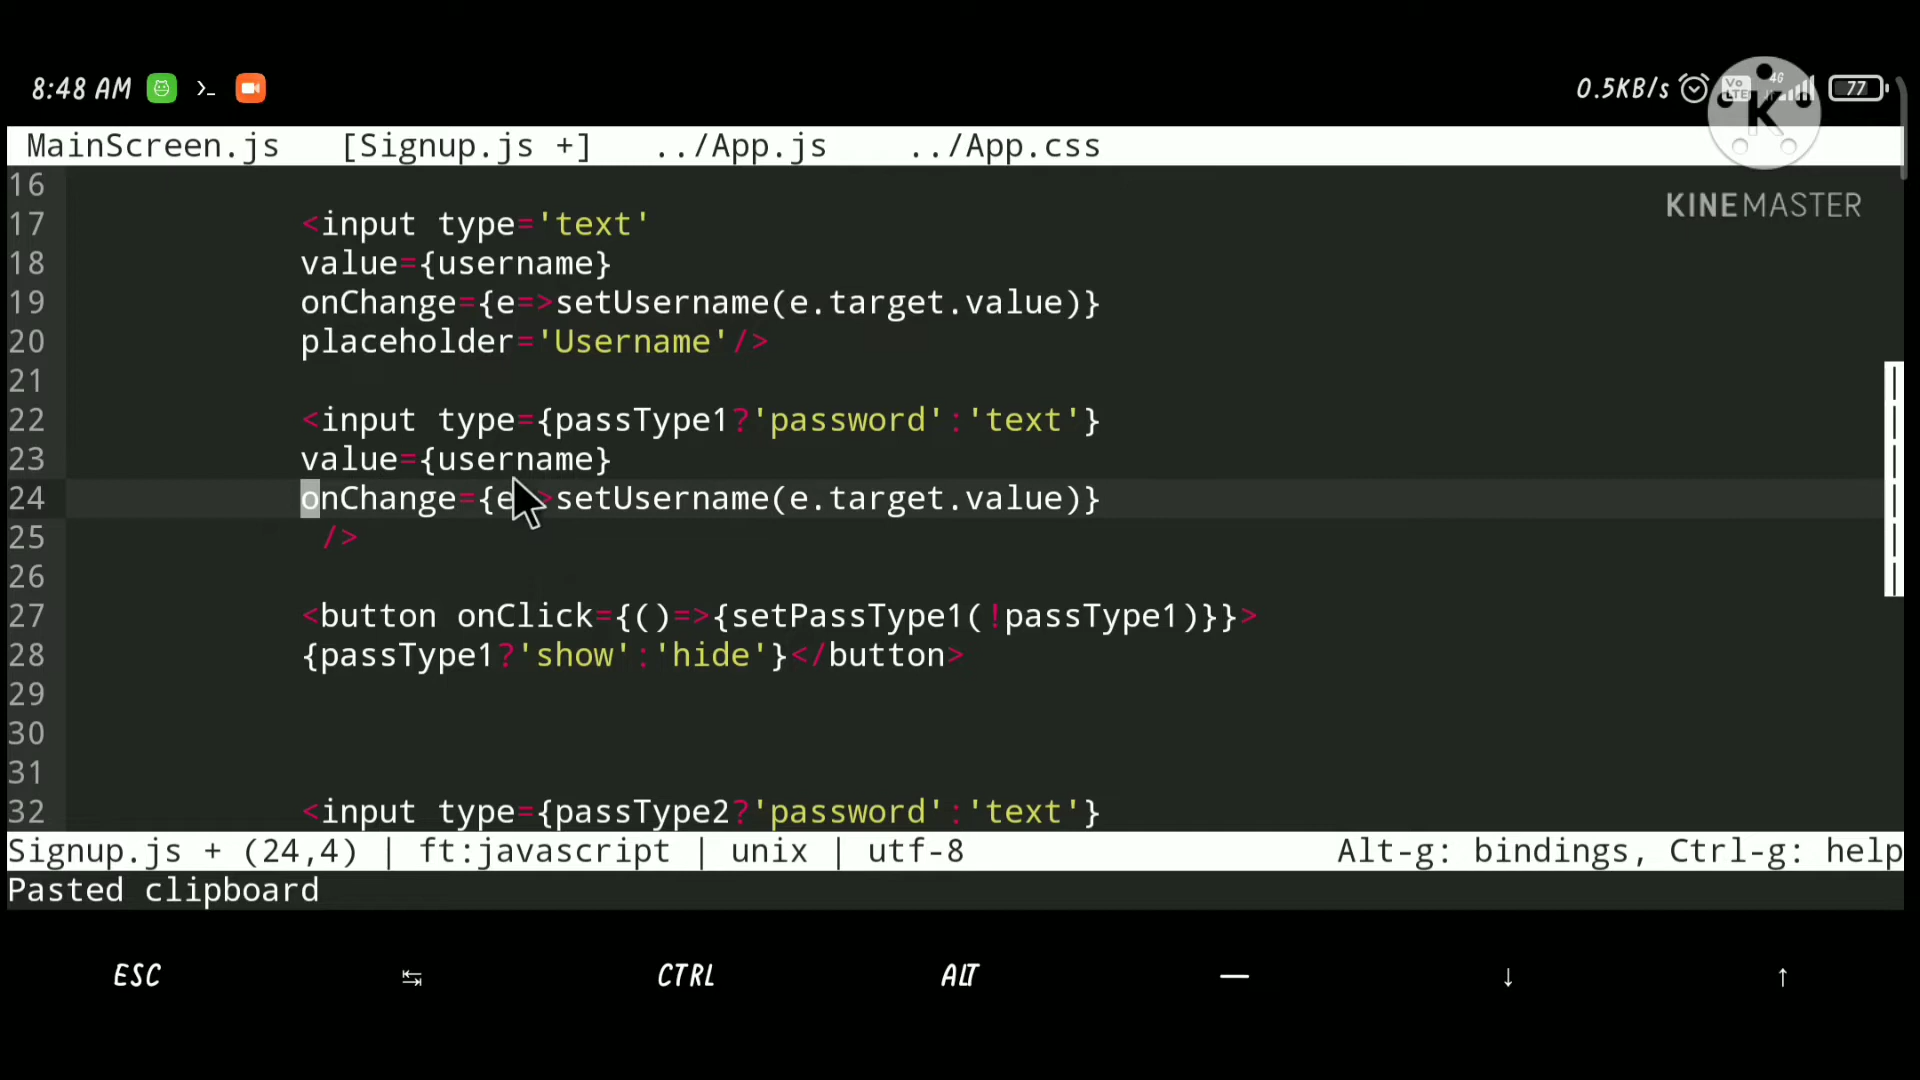 8:48 AM
0.5KB/s
Vo LTE
4G
77
K
KINEMASTER
MainScreen.js [Signup.js +] ../App.js ../App.css
16
17 <input type='text'
18 value={username}
19 onChange={e=>setUsername(e.target.value)}
20 placeholder='Username'/>
21
22 <input type={passType1?'password':'text'}
23 value={username}
24 onChange={e=>setUsername(e.target.value)}
25 />
26
27 <button onClick={()=>{setPassType1(!passType1)}}>
28 {passType1?'show':'hide'}</button>
29
30
31
32 <input type={passType2?'password':'text'}
Signup.js + (24,4) | ft:javascript | unix | utf-8 Alt-g: bindings, Ctrl-g: help
Pasted clipboard
ESC CTRL ALT — ↓ ↑